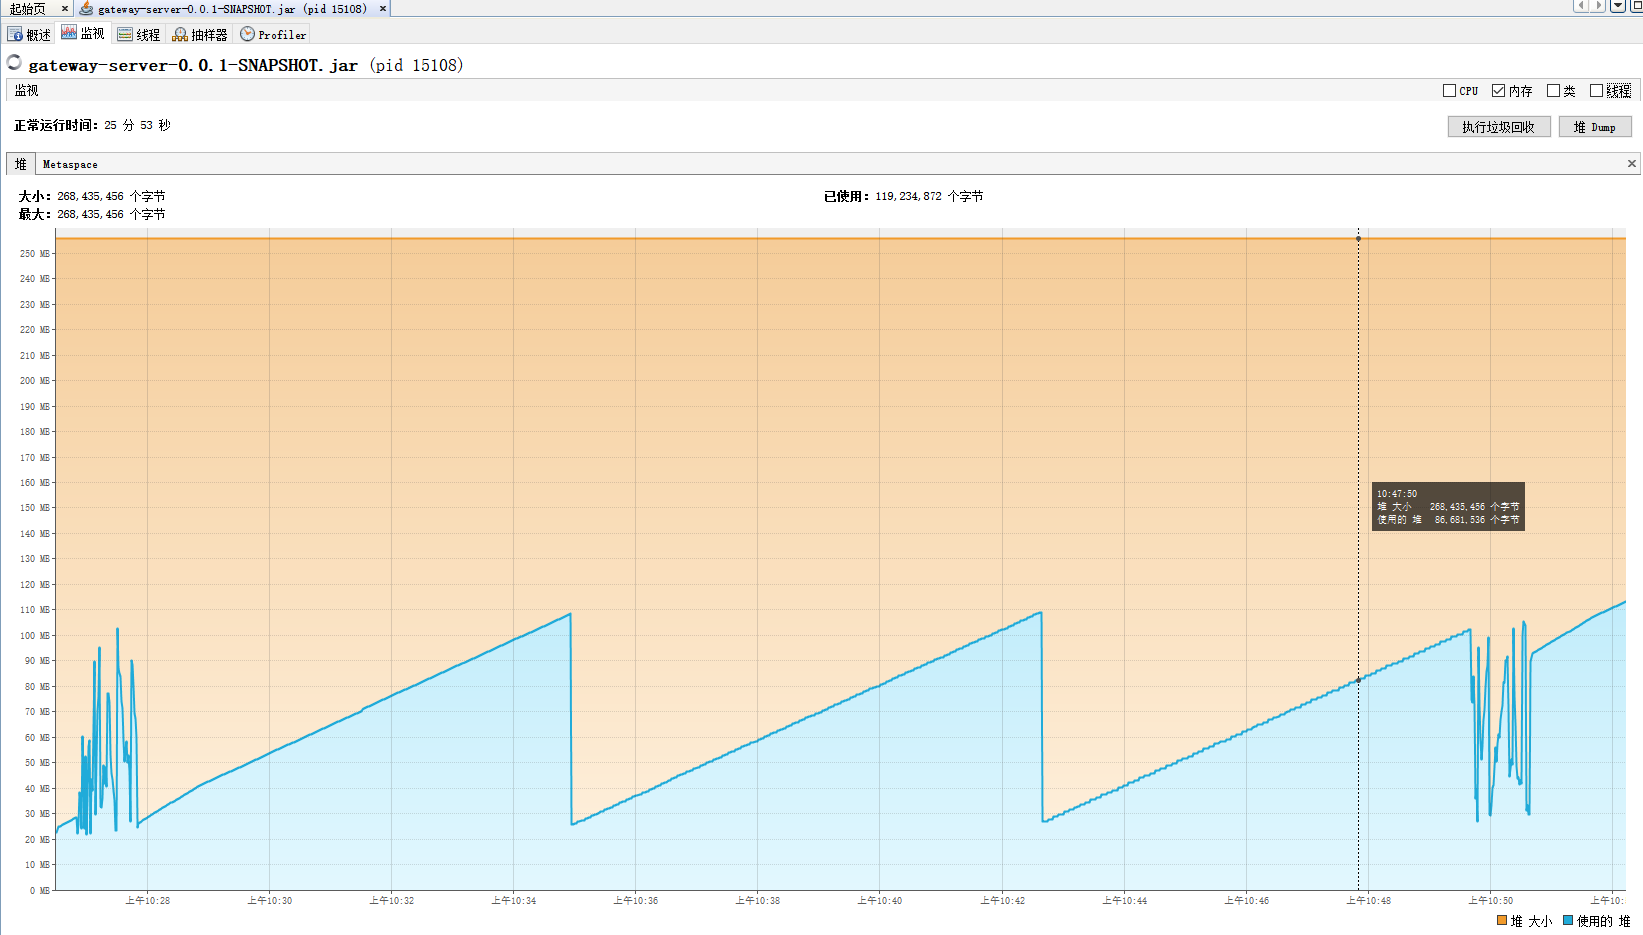 起始页 × gateway-server-0.0.1-SNAPSHOT.jar (pid 15108) ×
概述 监视 线程 抽样器 Profiler
gateway-server-0.0.1-SNAPSHOT.jar (pid 15108)
监视 CPU 内存 类 线程
正常运行时间: 25 分 53 秒 执行垃圾回收 堆 Dump
堆 Metaspace ×
大小: 268,435,456 个字节 已使用: 119,234,872 个字节
最大: 268,435,456 个字节
250 MB
240 MB
230 MB
220 MB
210 MB
200 MB
190 MB
180 MB
170 MB
160 MB
150 MB
140 MB
130 MB
120 MB
110 MB
100 MB
90 MB
80 MB
70 MB
60 MB
50 MB
40 MB
30 MB
20 MB
10 MB
0 MB
10:47:50
堆 大小 268,435,456 个字节
使用的 堆 86,681,536 个字节
上午10:28 上午10:30 上午10:32 上午10:34 上午10:36 上午10:38 上午10:40 上午10:42 上午10:44 上午10:46 上午10:48 上午10:50 上午10:
堆 大小 使用的 堆